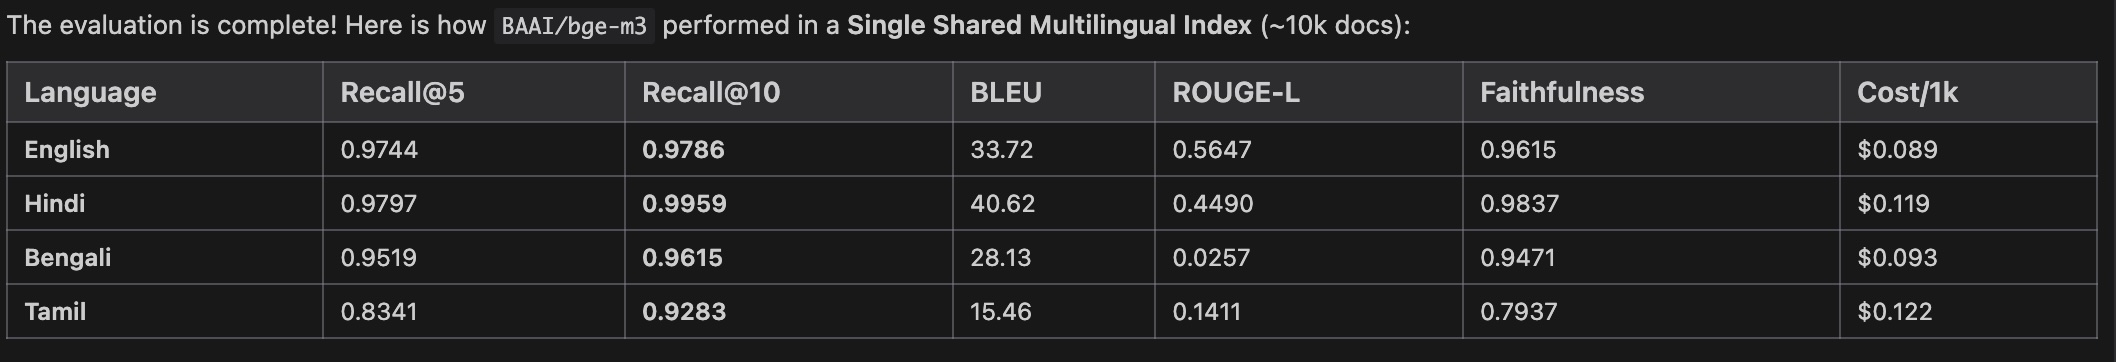 The evaluation is complete! Here is how BAAI/bge-m3 performed in a Single Shared Multilingual Index (~10k docs):
Language Recall@5 Recall@10 BLEU ROUGE-L Faithfulness Cost/1k
English 0.9744 0.9786 33.72 0.5647 0.9615 $0.089
Hindi 0.9797 0.9959 40.62 0.4490 0.9837 $0.119
Bengali 0.9519 0.9615 28.13 0.0257 0.9471 $0.093
Tamil 0.8341 0.9283 15.46 0.1411 0.7937 $0.122